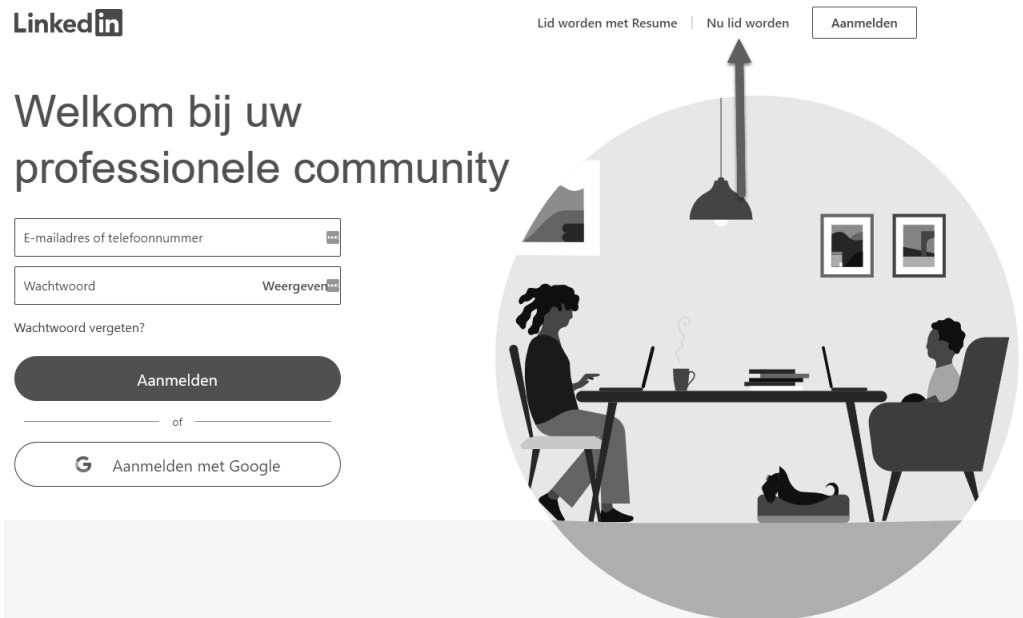 Linkedin
Lid worden met Resume | Nu lid worden
Aanmelden
Welkom bij uw
professionele community
E-mailadres of telefoonnummer
Wachtwoord Weergeven
Wachtwoord vergeten?
Aanmelden
of
G Aanmelden met Google